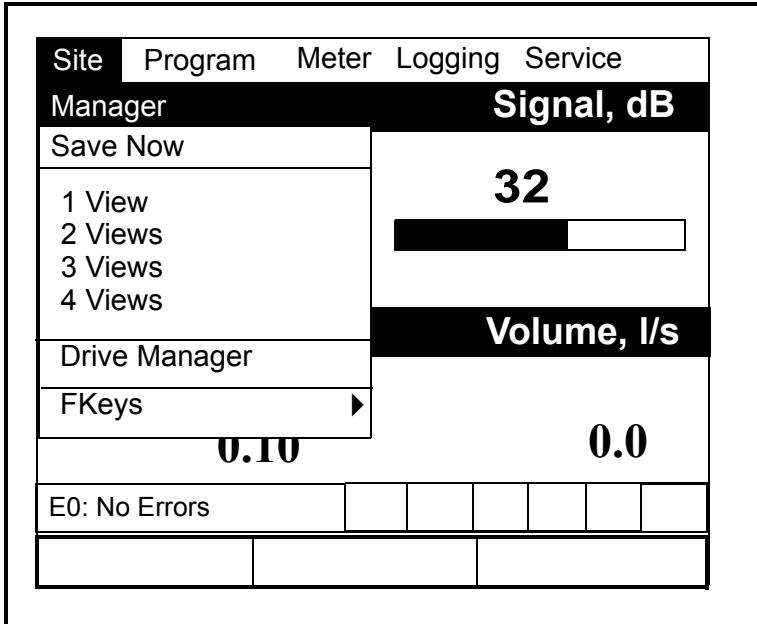 Site Program Meter Logging Service
Manager Signal, dB
Save Now
32
1 View
2 Views
3 Views
4 Views
Volume, l/s
Drive Manager
FKeys
0.10 0.0
E0: No Errors